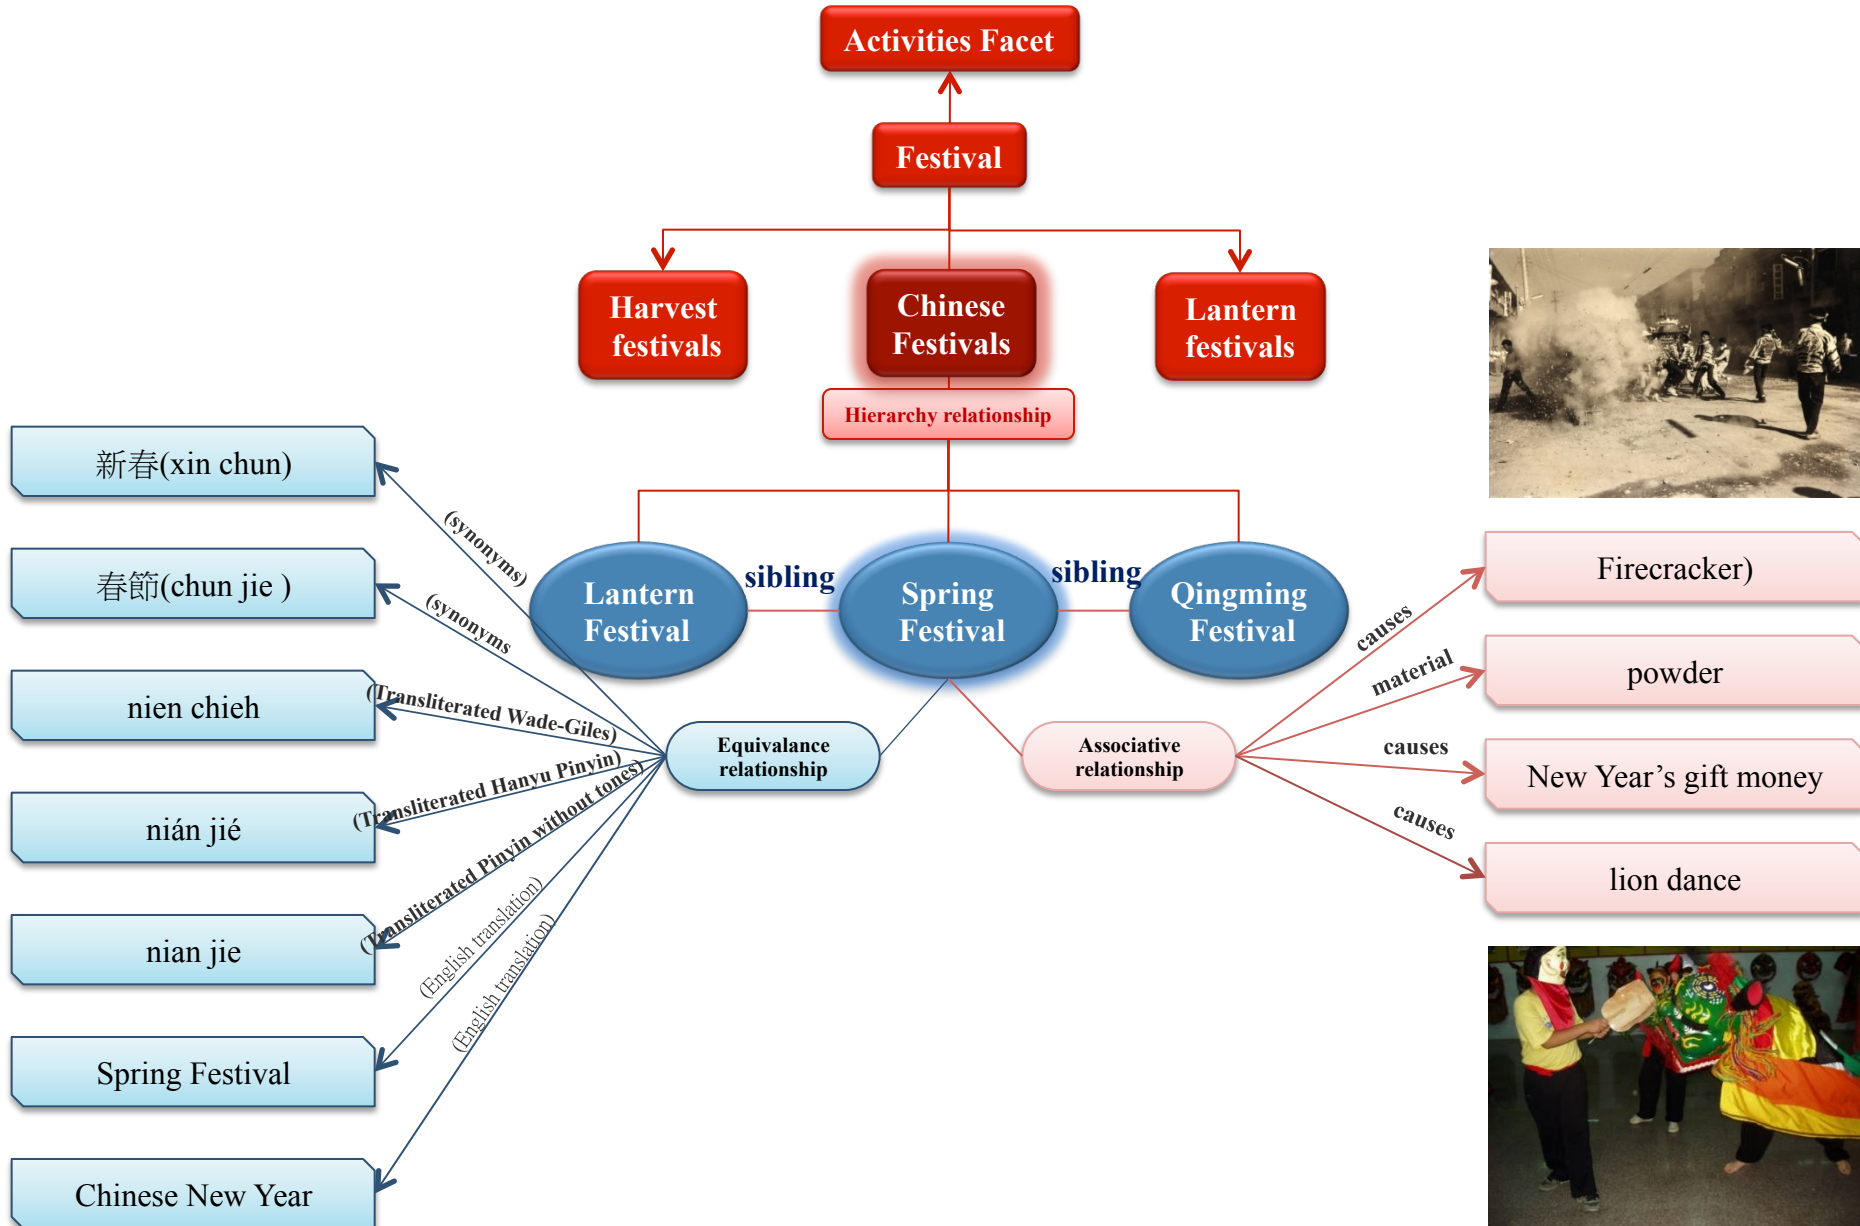 Activities Facet
Festival
Harvest
festivals
Chinese
Festivals
Lantern
festivals
Hierarchy relationship
新春(xin chun)
春節(chun jie )
nien chieh
nián jié
nian jie
Spring Festival
Chinese New Year
(synonyms)
(synonyms
(Transliterated Wade-Giles)
(Transliterated Hanyu Pinyin)
(Transliterated Pinyin without tones)
(English translation)
(English translation)
Lantern
Festival
sibling
Spring
Festival
sibling
Qingming
Festival
Equivalance
relationship
Associative
relationship
causes
material
causes
causes
Firecracker)
powder
New Year’s gift money
lion dance